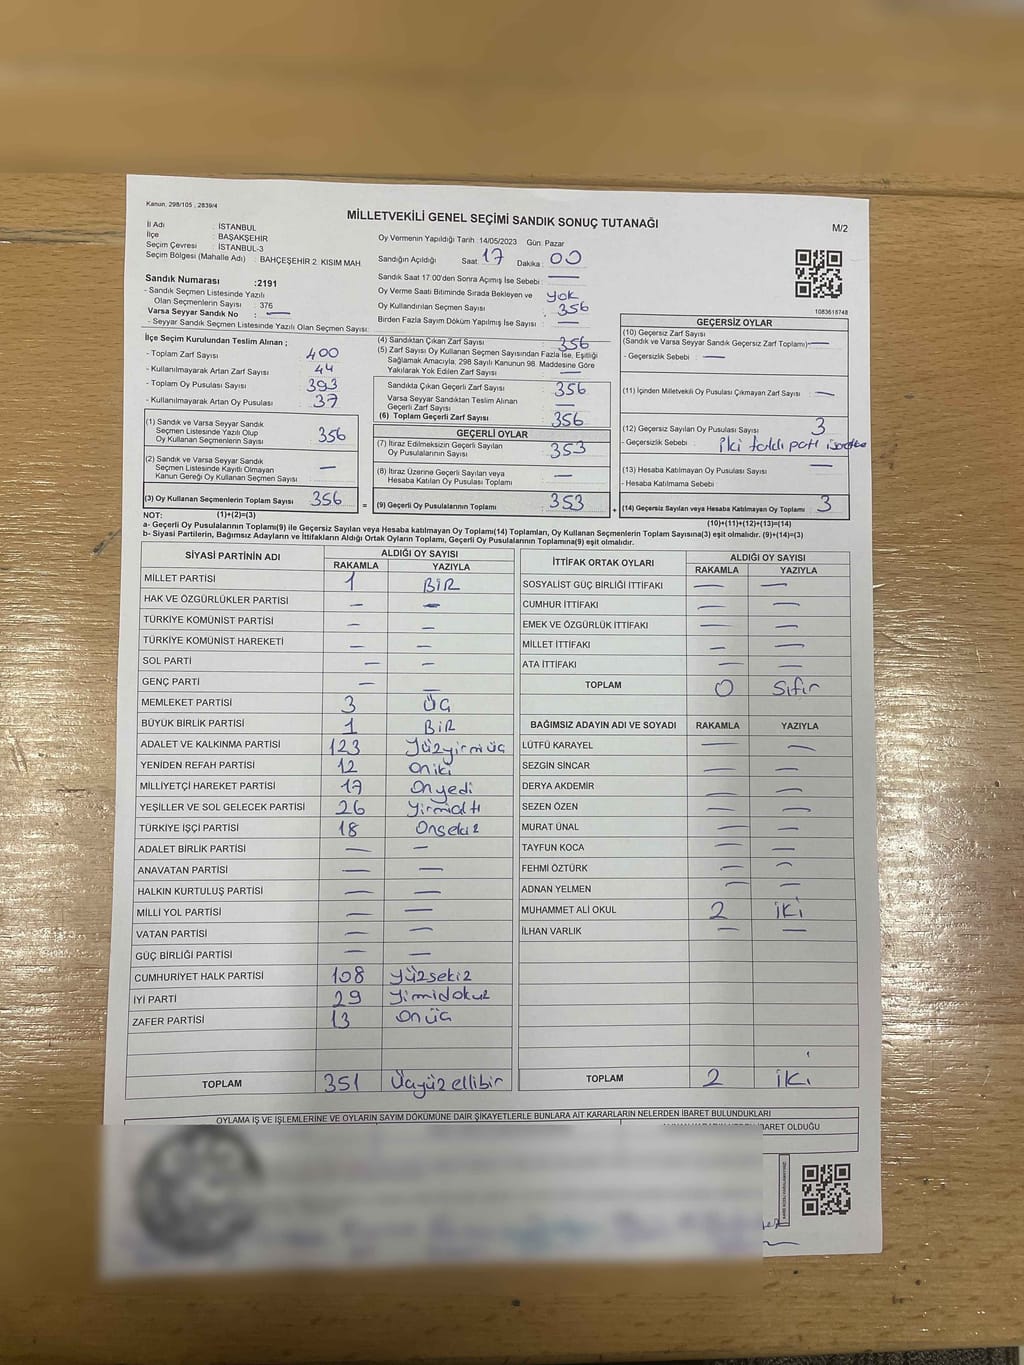 Kanun, 298/105 , 2839/4
MİLLETVEKİLİ GENEL SEÇİMİ SANDIK SONUÇ TUTANAĞI
M/2
İl Adı : İSTANBUL
İlçe : BAŞAKŞEHİR
Seçim Çevresi : İSTANBUL-3
Seçim Bölgesi (Mahalle Adı) : BAHÇEŞEHİR 2. KISIM MAH.
Sandık Numarası :2191
- Sandık Seçmen Listesinde Yazılı
Olan Seçmenlerin Sayısı : 376
Varsa Seyyar Sandık No : —
- Seyyar Sandık Seçmen Listesinde Yazılı Olan Seçmen Sayısı:
Oy Vermenin Yapıldığı Tarih :14/05/2023 Gün: Pazar
Sandığın Açıldığı Saat: 17 Dakika : 00
Sandık Saat 17:00'den Sonra Açımış İse Sebebi : —
Oy Verme Saati Bitiminde Sırada Bekleyen ve yok
Oy Kullandırılan Seçmen Sayısı : 356
Birden Fazla Sayım Döküm Yapılmış İse Sayısı : —
1083616748
İlçe Seçim Kurulundan Teslim Alınan ;
- Toplam Zarf Sayısı : 400
- Kullanılmayarak Artan Zarf Sayısı : 44
- Toplam Oy Pusulası Sayısı : 393
- Kullanılmayarak Artan Oy Pusulası : 37
(1) Sandık ve Varsa Seyyar Sandık
Seçmen Listesinde Yazılı Olup
Oy Kullanan Seçmenlerin Sayısı 356
(2) Sandık ve Varsa Seyyar Sandık
Seçmen Listesinde Kayıtlı Olmayan
Kanun Gereği Oy Kullanan Seçmen Sayısı —
(3) Oy Kullanan Seçmenlerin Toplam Sayısı 356 =
(4) Sandıktan Çıkan Zarf Sayısı : 356
(5) Zarf Sayısı Oy Kullanan Seçmen Sayısından Fazla İse, Eşitliği
Sağlamak Amacıyla, 298 Sayılı Kanunun 98. Maddesine Göre
Yakılarak Yok Edilen Zarf Sayısı : —
Sandıkta Çıkan Geçerli Zarf Sayısı : 356
Varsa Seyyar Sandıktan Teslim Alınan
Geçerli Zarf Sayısı : —
(6) Toplam Geçerli Zarf Sayısı : 356
GEÇERLİ OYLAR
(7) İtiraz Edilmeksizin Geçerli Sayılan
Oy Pusulalarının Sayısı : 353
(8) İtiraz Üzerine Geçerli Sayılan veya
Hesaba Katılan Oy Pusulası Toplamı : —
(9) Geçerli Oy Pusulalarının Toplamı : 353 +
GEÇERSİZ OYLAR
(10) Geçersiz Zarf Sayısı
(Sandık ve Varsa Seyyar Sandık Geçersiz Zarf Toplamı) —
- Geçersizlik Sebebi : —
(11) İçinden Milletvekili Oy Pusulası Çıkmayan Zarf Sayısı : —
(12) Geçersiz Sayılan Oy Pusulası Sayısı : 3
- Geçersizlik Sebebi : iki
(13) Hesaba Katılmayan Oy Pusulası Sayısı : —
- Hesaba Katılmama Sebebi :
(14) Geçersiz Sayılan veya Hesaba Katılmayan Oy Toplamı : 3
NOT: (1)+(2)=(3)
(10)+(11)+(12)+(13)=(14)
a- Geçerli Oy Pusulalarının Toplamı(9) ile Geçersiz Sayılan veya Hesaba katılmayan Oy Toplamı(14) Toplamları, Oy Kullanan Seçmenlerin Toplam Sayısına(3) eşit olmalıdır. (9)+(14)=(3)
b- Siyasi Partilerin, Bağımsız Adayların ve İttifakların Aldığı Ortak Oyların Toplamı, Geçerli Oy Pusulalarının Toplamına(9) eşit olmalıdır.
SİYASİ PARTİNİN ADI ALDIĞI OY SAYISI
RAKAMLA YAZIYLA
MİLLET PARTİSİ 1 BİR
HAK VE ÖZGÜRLÜKLER PARTİSİ — —
TÜRKİYE KOMÜNİST PARTİSİ — —
TÜRKİYE KOMÜNİST HAREKETİ — —
SOL PARTİ — —
GENÇ PARTİ — —
MEMLEKET PARTİSİ 3 ÜÇ
BÜYÜK BİRLİK PARTİSİ 1 BİR
ADALET VE KALKINMA PARTİSİ 123 Yüzyirmiüç
YENİDEN REFAH PARTİSİ 12 Oniki
MİLLİYETÇİ HAREKET PARTİSİ 17 Onyedi
YEŞİLLER VE SOL GELECEK PARTİSİ 26 Yirmialtı
TÜRKİYE İŞÇİ PARTİSİ 18 Onsekiz
ADALET BİRLİK PARTİSİ — —
ANAVATAN PARTİSİ — —
HALKIN KURTULUŞ PARTİSİ — —
MİLLİ YOL PARTİSİ — —
VATAN PARTİSİ — —
GÜÇ BİRLİĞİ PARTİSİ — —
CUMHURİYET HALK PARTİSİ 108 Yüzsekiz
İYİ PARTİ 29 Yirmidokuz
ZAFER PARTİSİ 13 Onüç
TOPLAM 351 Üçyüzellibir
İTTİFAK ORTAK OYLARI ALDIĞI OY SAYISI
RAKAMLA YAZIYLA
SOSYALİST GÜÇ BİRLİĞİ İTTİFAKI — —
CUMHUR İTTİFAKI — —
EMEK VE ÖZGÜRLÜK İTTİFAKI — —
MİLLET İTTİFAKI — —
ATA İTTİFAKI — —
TOPLAM 0 Sıfır
BAĞIMSIZ ADAYIN ADI VE SOYADI RAKAMLA YAZIYLA
LÜTFÜ KARAYEL — —
SEZGİN SİNCAR — —
DERYA AKDEMİR — —
SEZEN ÖZEN — —
MURAT ÜNAL — —
TAYFUN KOCA — —
FEHMİ ÖZTÜRK — —
ADNAN YELMEN — —
MUHAMMET ALİ OKUL 2 İKİ
İLHAN VARLIK — —
TOPLAM 2 İKİ
OYLAMA İŞ VE İŞLEMLERİNE VE OYLARIN SAYIM DÖKÜMÜNE DAİR ŞİKAYETLERLE BUNLARA AİT KARARLARIN NELERDEN İBARET BULUNDUKLARI
İBARET OLDUĞU